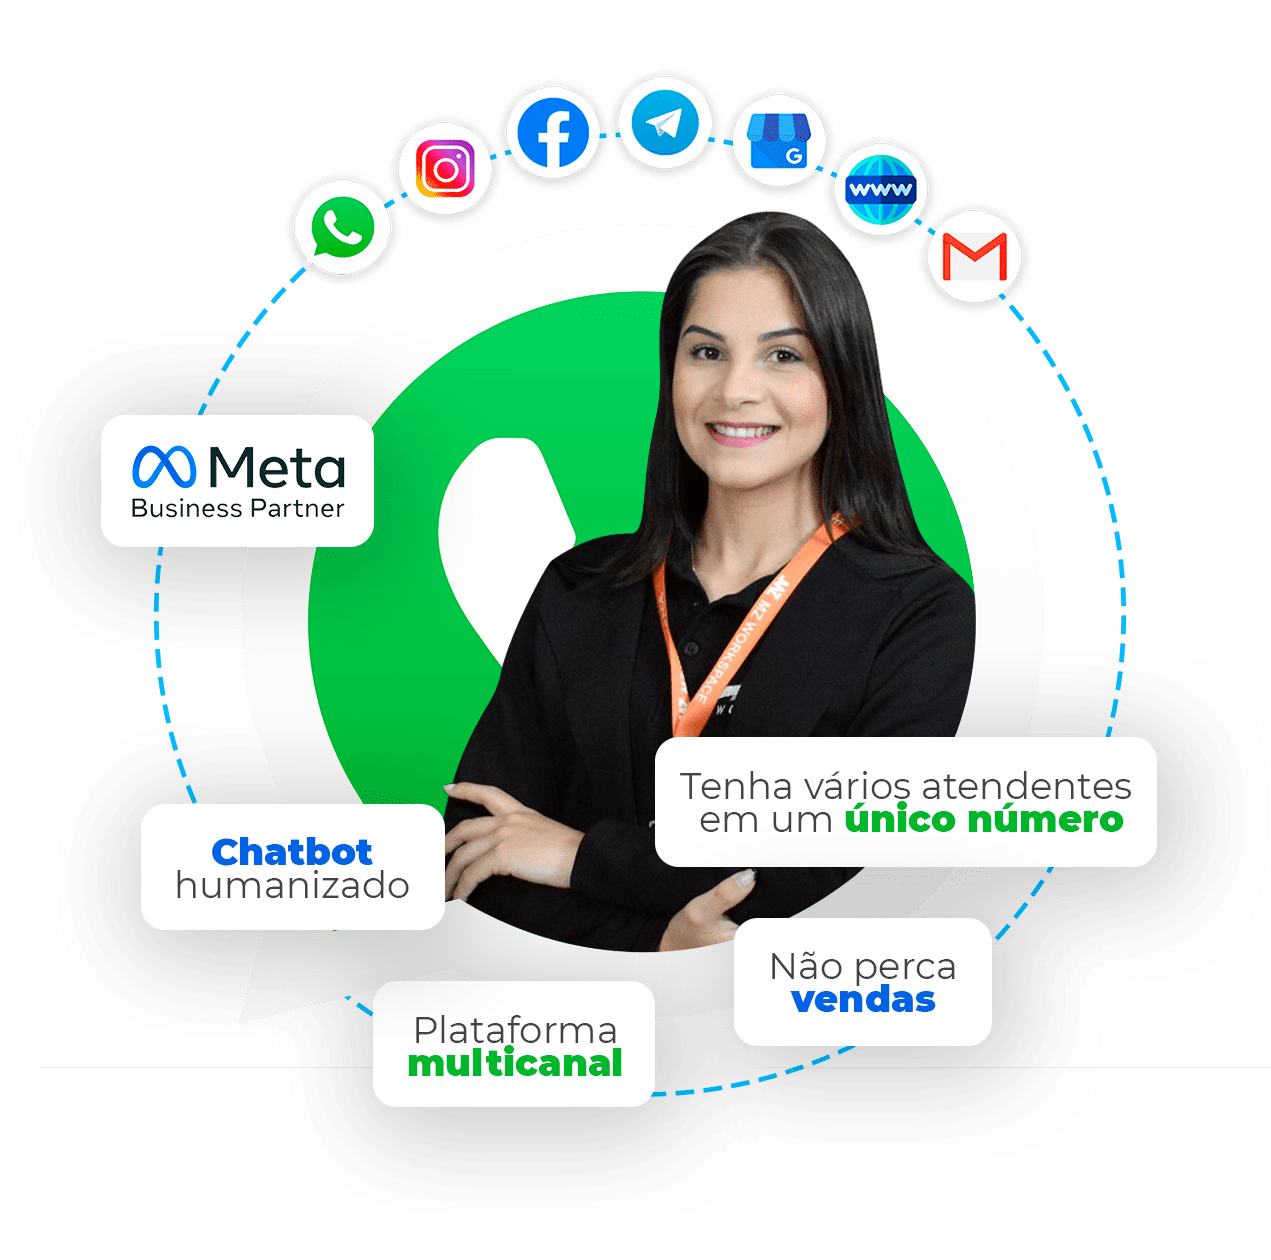 www
G
Meta
Business Partner
MZ WORKSPACE
Tenha vários atendentes
em um único número
Chatbot
humanizado
Não perca
vendas
Plataforma
multicanal